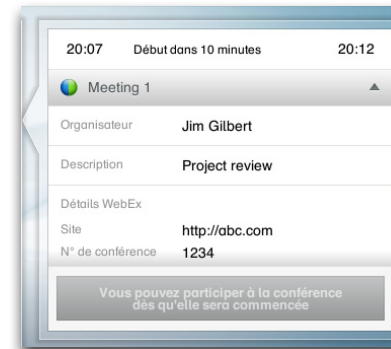 20:07 Début dans 10 minutes 20:12
Meeting 1
Organisateur Jim Gilbert
Description Project review
Détails WebEx
Site http://abc.com
N° de conférence 1234
Vous pouvez participer à la conférence
dès qu'elle sera commencée